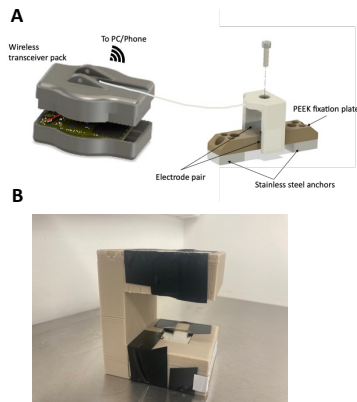 A
Wireless
transceiver pack
To PC/Phone
PEEK fixation plate
Electrode pair
Stainless steel anchors
B